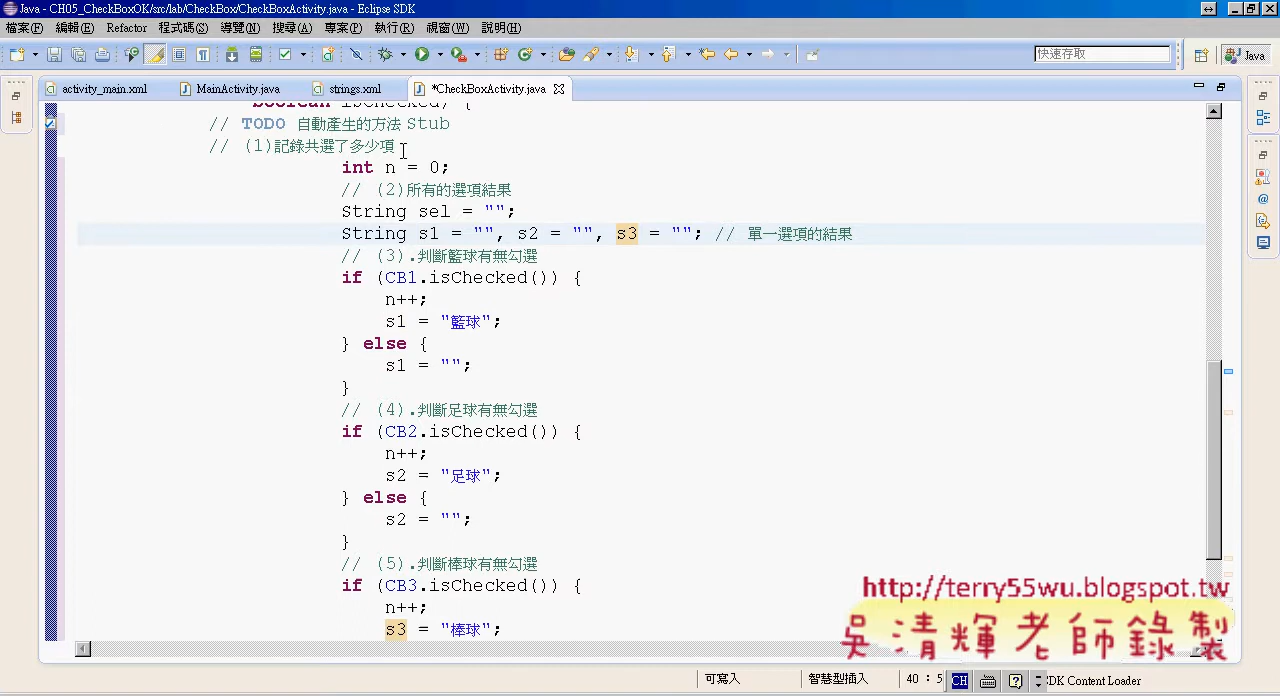 Java - CH05_CheckBoxOK/src/lab/CheckBox/CheckBoxActivity.java - Eclipse SDK
檔案(F) 編輯(E) Refactor 程式碼(S) 導覽(N) 搜尋(A) 專案(P) 執行(R) 視窗(W) 說明(H)
快速存取 Java
activity_main.xml MainActivity.java strings.xml *CheckBoxActivity.java
boolean isChecked) {
// TODO 自動產生的方法 Stub
// (1)記錄共選了多少項
int n = 0;
// (2)所有的選項結果
String sel = "";
String s1 = "", s2 = "", s3 = ""; // 單一選項的結果
// (3).判斷籃球有無勾選
if (CB1.isChecked()) {
n++;
s1 = "籃球";
} else {
s1 = "";
}
// (4).判斷足球有無勾選
if (CB2.isChecked()) {
n++;
s2 = "足球";
} else {
s2 = "";
}
// (5).判斷棒球有無勾選
if (CB3.isChecked()) {
n++;
s3 = "棒球";
http://terry55wu.blogspot.tw
吳清輝老師錄製
可寫入 智慧型插入 40 : 5 CH DK Content Loader